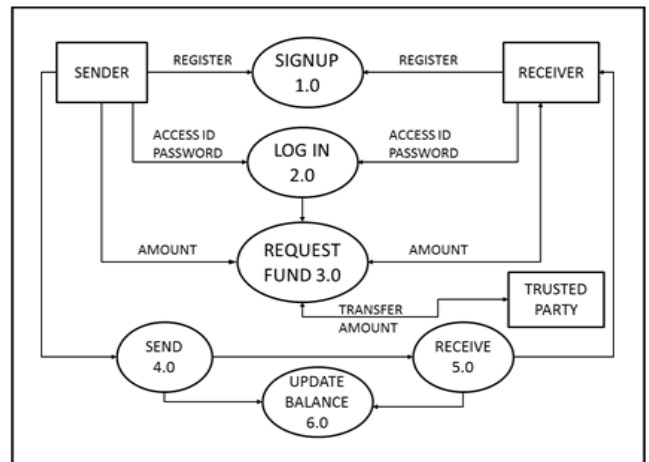 SENDER
REGISTER
SIGNUP
1.0
REGISTER
RECEIVER
ACCESS ID
PASSWORD
LOG IN
2.0
ACCESS ID
PASSWORD
AMOUNT
REQUEST
FUND 3.0
AMOUNT
TRANSFER
AMOUNT
TRUSTED
PARTY
SEND
4.0
RECEIVE
5.0
UPDATE
BALANCE
6.0